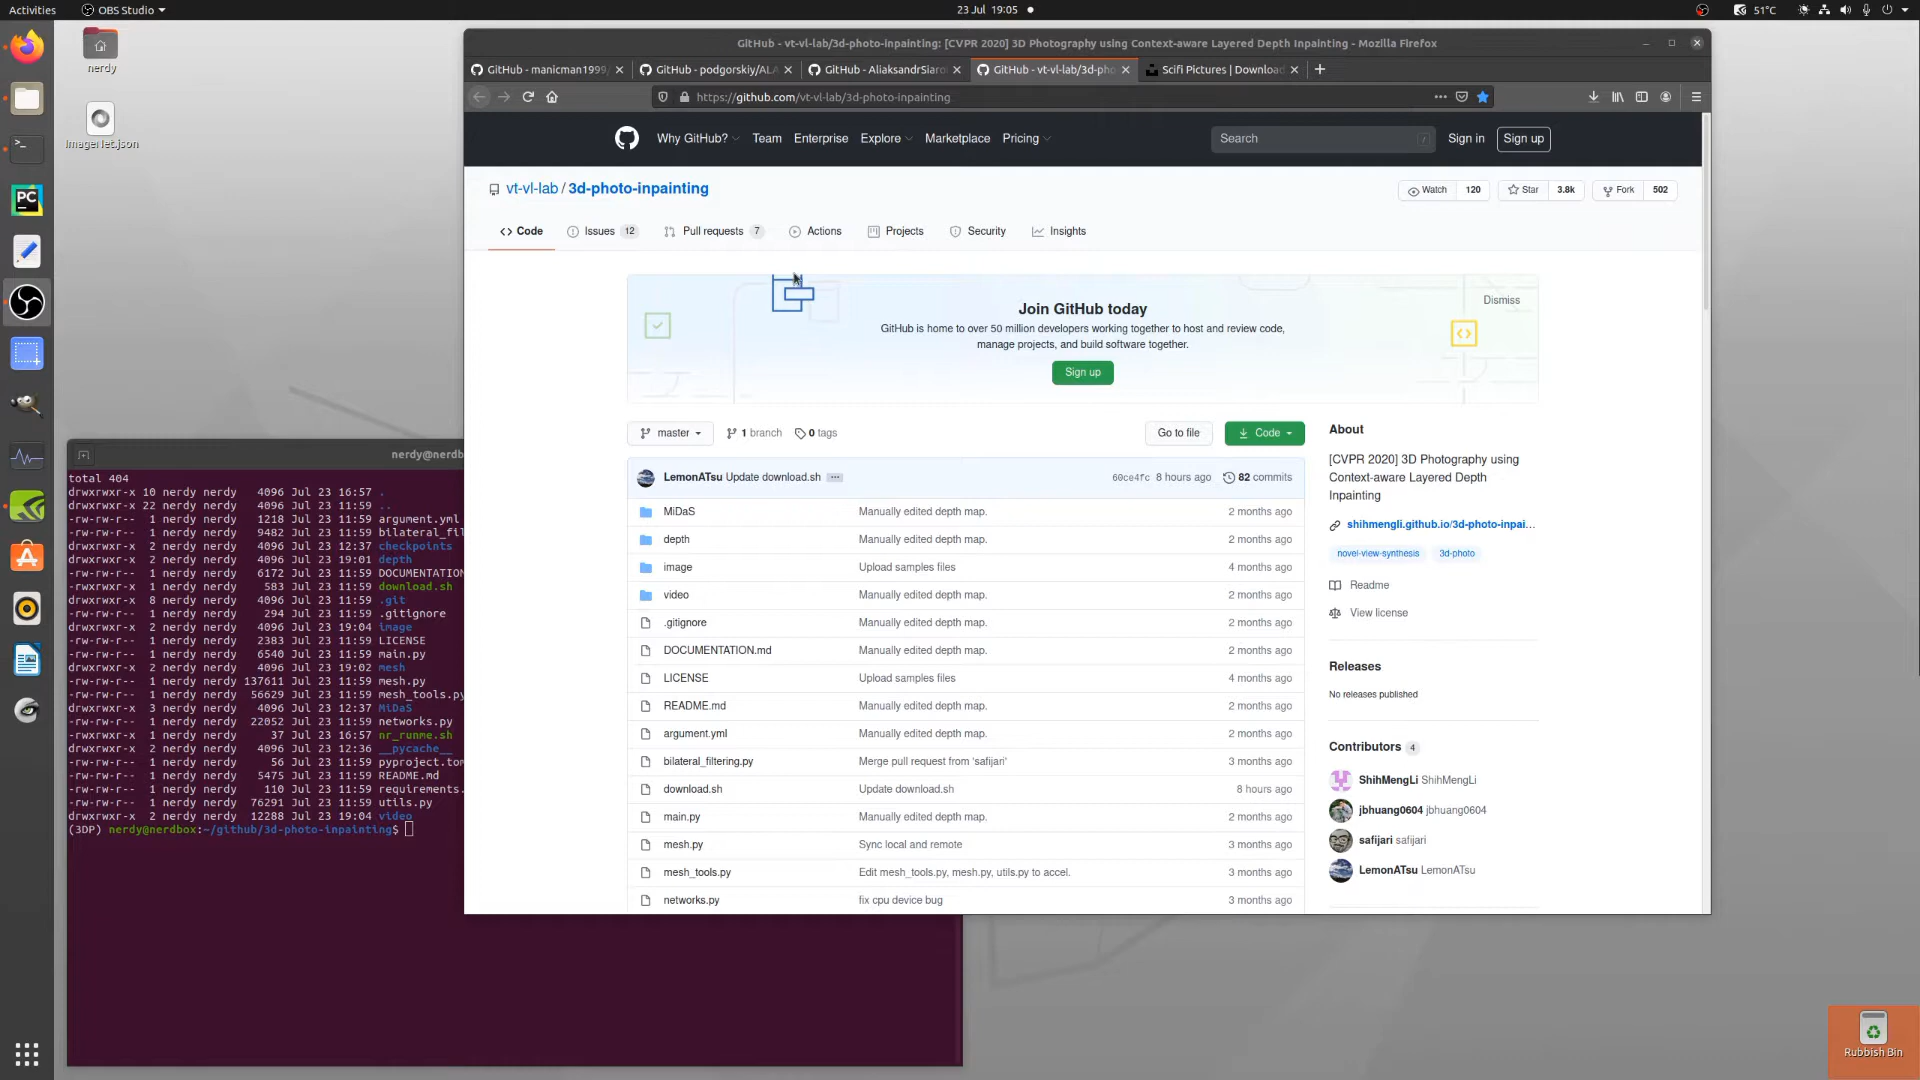 Activities
OBS Studio
23 Jul 19:05
51°C
nerdy
ImageNet.json
GitHub - vt-vl-lab/3d-photo-inpainting: [CVPR 2020] 3D Photography using Context-aware Layered Depth Inpainting - Mozilla Firefox
GitHub - manicman1999/
GitHub - podgorskiy/ALA
GitHub - AliaksandrSiaro
GitHub - vt-vl-lab/3d-pho
Scifi Pictures | Download
https://github.com/vt-vl-lab/3d-photo-inpainting
Why GitHub?
Team
Enterprise
Explore
Marketplace
Pricing
Search
/
Sign in
Sign up
vt-vl-lab / 3d-photo-inpainting
Watch 120
Star 3.8k
Fork 502
Code
Issues 12
Pull requests 7
Actions
Projects
Security
Insights
Join GitHub today
Dismiss
GitHub is home to over 50 million developers working together to host and review code,
manage projects, and build software together.
Sign up
master
1 branch
0 tags
Go to file
Code
LemonATsu Update download.sh
60ce4fc 8 hours ago
82 commits
MiDaS Manually edited depth map. 2 months ago
depth Manually edited depth map. 2 months ago
image Upload samples files 4 months ago
video Manually edited depth map. 2 months ago
.gitignore Manually edited depth map. 2 months ago
DOCUMENTATION.md Manually edited depth map. 2 months ago
LICENSE Upload samples files 4 months ago
README.md Manually edited depth map. 2 months ago
argument.yml Manually edited depth map. 2 months ago
bilateral_filtering.py Merge pull request from 'safijari' 3 months ago
download.sh Update download.sh 8 hours ago
main.py Manually edited depth map. 2 months ago
mesh.py Sync local and remote 3 months ago
mesh_tools.py Edit mesh_tools.py, mesh.py, utils.py to accel. 3 months ago
networks.py fix cpu device bug 3 months ago
About
[CVPR 2020] 3D Photography using
Context-aware Layered Depth
Inpainting
shihmengli.github.io/3d-photo-inpai...
novel-view-synthesis
3d-photo
Readme
View license
Releases
No releases published
Contributors 4
ShihMengLi ShihMengLi
jbhuang0604 jbhuang0604
safijari safijari
LemonATsu LemonATsu
nerdy@nerdb
total 404
drwxrwxr-x 10 nerdy nerdy 4096 Jul 23 16:57 .
drwxrwxr-x 22 nerdy nerdy 4096 Jul 23 11:59 ..
-rw-rw-r-- 1 nerdy nerdy 1218 Jul 23 11:59 argument.yml
-rw-rw-r-- 1 nerdy nerdy 9482 Jul 23 11:59 bilateral_fil
drwxrwxr-x 2 nerdy nerdy 4096 Jul 23 12:37 checkpoints
drwxrwxr-x 2 nerdy nerdy 4096 Jul 23 19:01 depth
-rw-rw-r-- 1 nerdy nerdy 6172 Jul 23 11:59 DOCUMENTATION
-rwxrwxr-x 1 nerdy nerdy 583 Jul 23 11:59 download.sh
drwxrwxr-x 8 nerdy nerdy 4096 Jul 23 11:59 .git
-rw-rw-r-- 1 nerdy nerdy 294 Jul 23 11:59 .gitignore
drwxrwxr-x 2 nerdy nerdy 4096 Jul 23 19:04 image
-rw-rw-r-- 1 nerdy nerdy 2383 Jul 23 11:59 LICENSE
-rw-rw-r-- 1 nerdy nerdy 6540 Jul 23 11:59 main.py
drwxrwxr-x 2 nerdy nerdy 4096 Jul 23 19:02 mesh
-rw-rw-r-- 1 nerdy nerdy 137611 Jul 23 11:59 mesh.py
-rw-rw-r-- 1 nerdy nerdy 56629 Jul 23 11:59 mesh_tools.py
drwxrwxr-x 3 nerdy nerdy 4096 Jul 23 12:37 MiDaS
-rw-rw-r-- 1 nerdy nerdy 22052 Jul 23 11:59 networks.py
-rwxrwxr-x 1 nerdy nerdy 37 Jul 23 16:57 nr_runme.sh
drwxrwxr-x 2 nerdy nerdy 4096 Jul 23 12:36 __pycache__
-rw-rw-r-- 1 nerdy nerdy 56 Jul 23 11:59 pyproject.tom
-rw-rw-r-- 1 nerdy nerdy 5475 Jul 23 11:59 README.md
-rw-rw-r-- 1 nerdy nerdy 110 Jul 23 11:59 requirements.
-rw-rw-r-- 1 nerdy nerdy 76291 Jul 23 11:59 utils.py
drwxrwxr-x 2 nerdy nerdy 12288 Jul 23 19:04 video
(3DP) nerdy@nerdbox:~/github/3d-photo-inpainting$
PC
Rubbish Bin